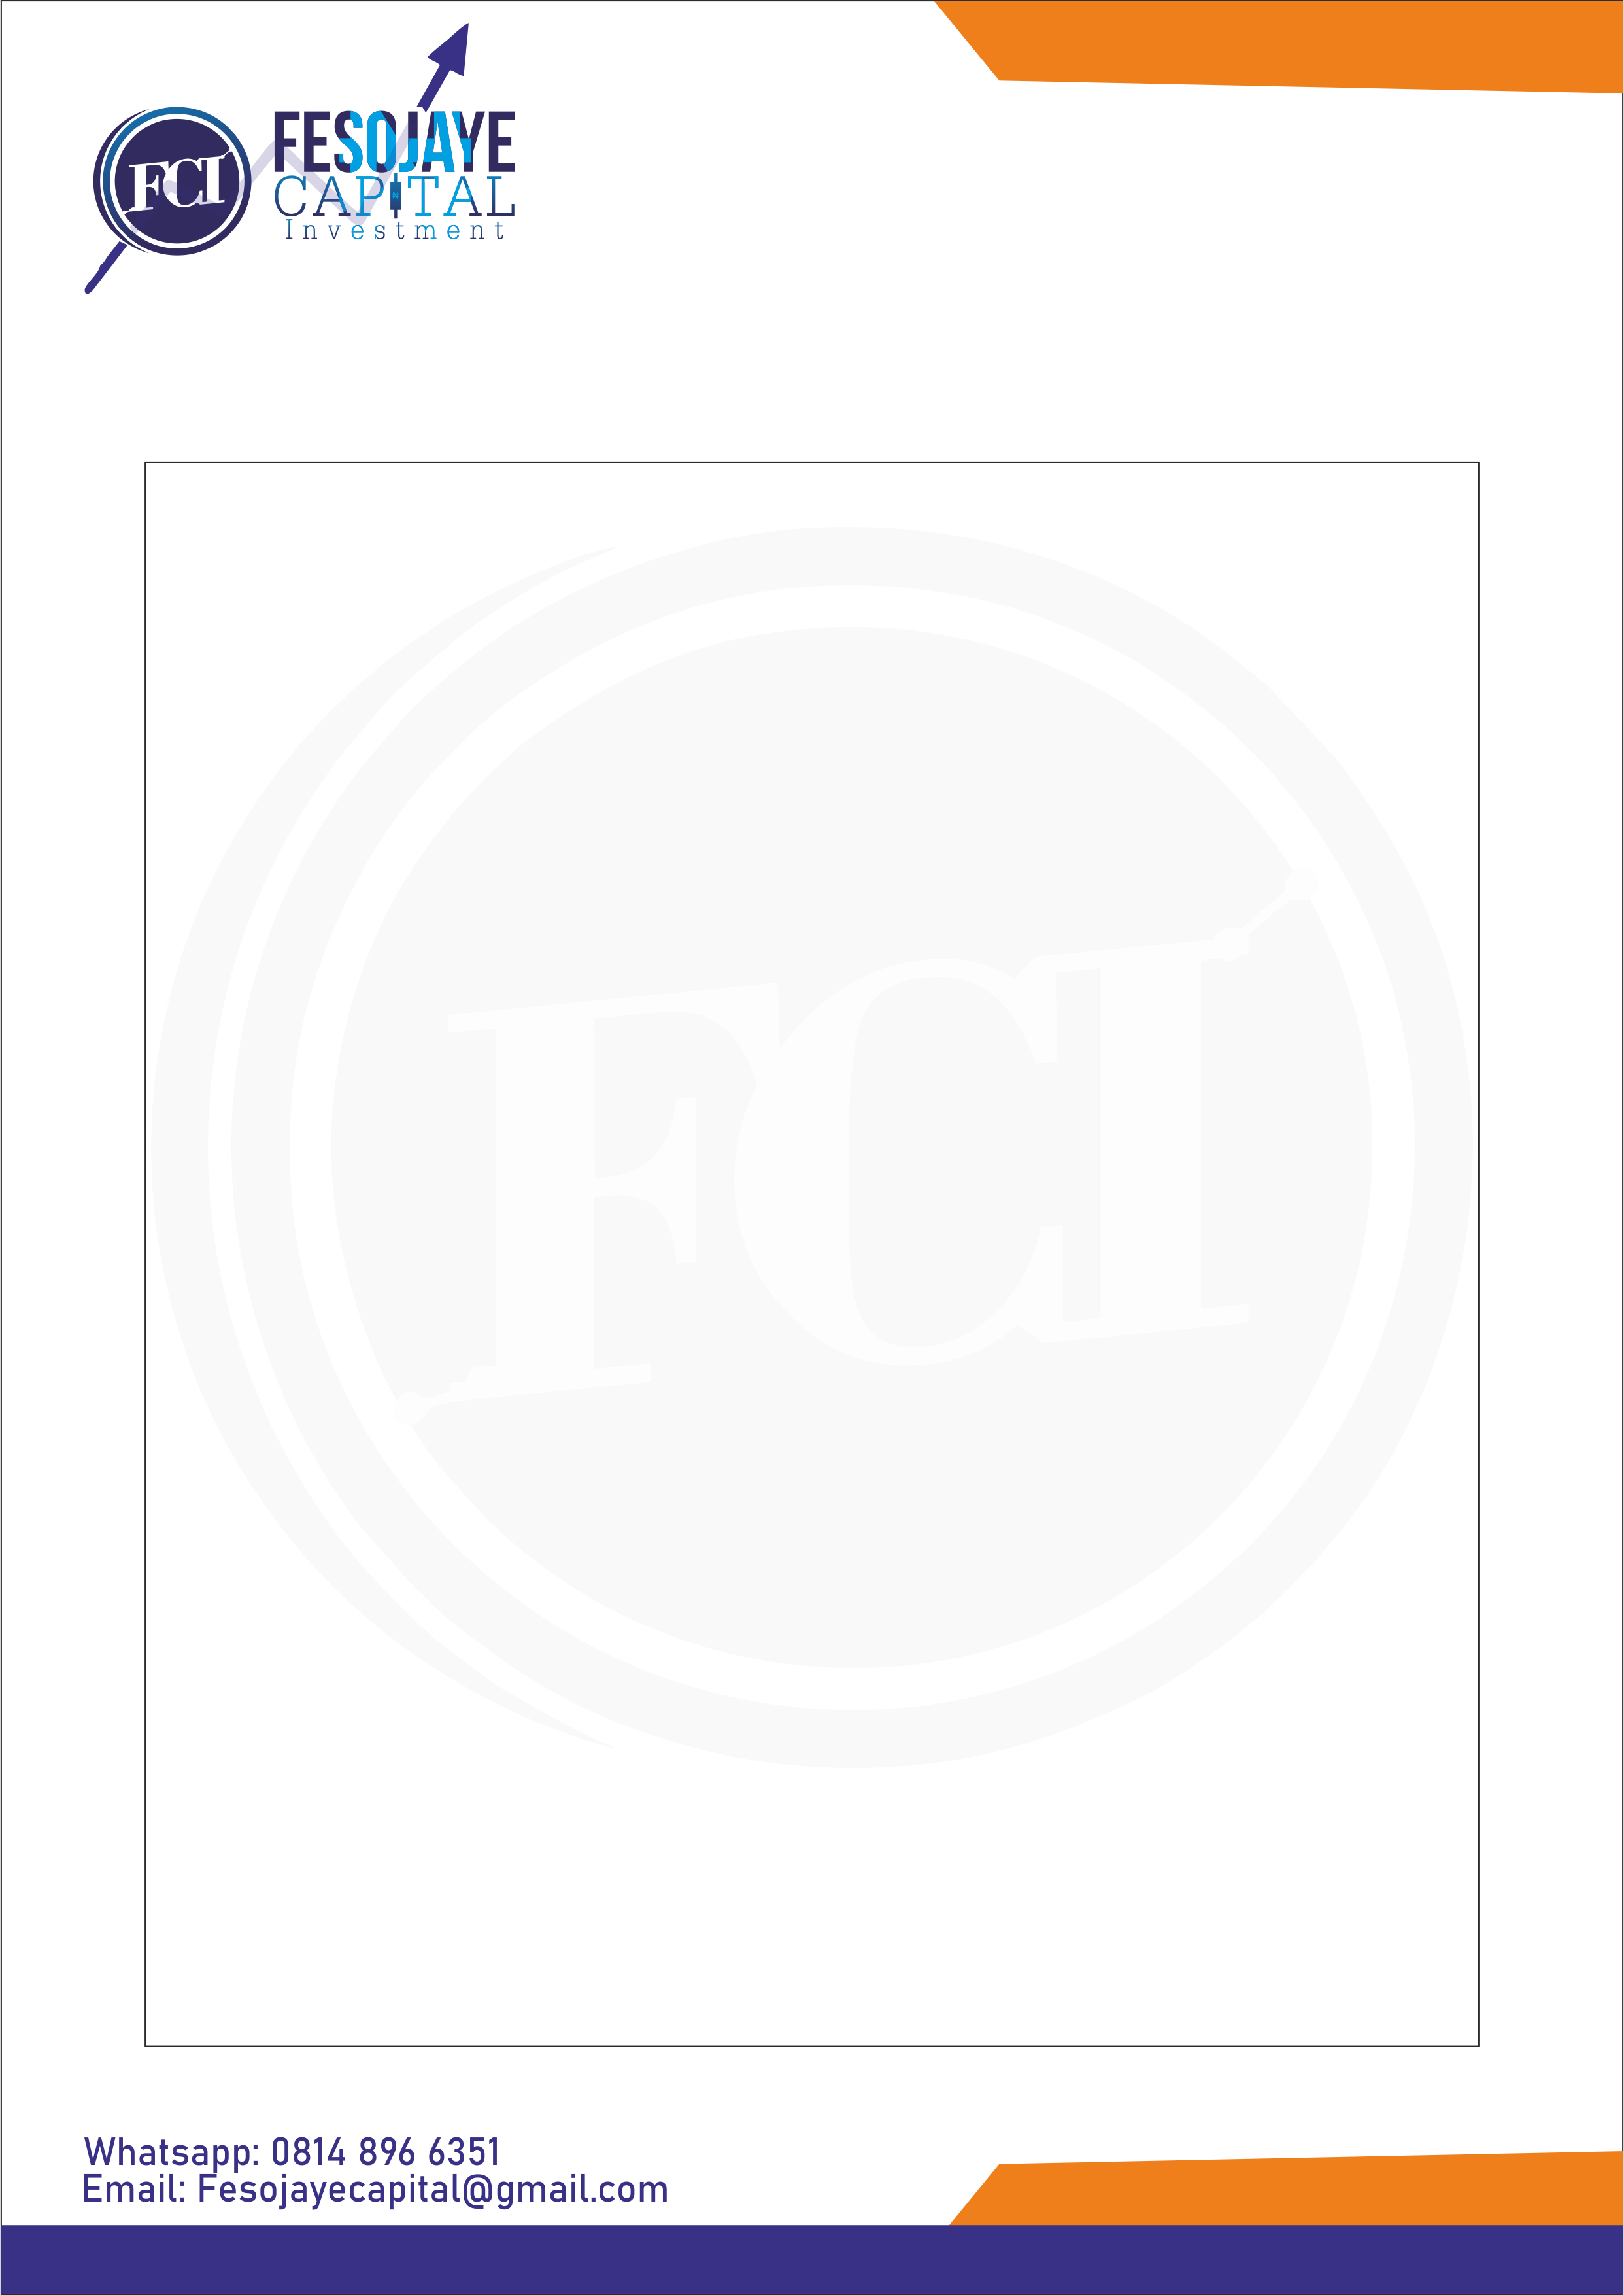 FCI
FESOJAYE
CAPITAL
Investment
FCI
Whatsapp: 0814 896 6351
Email: Fesojayecapital@gmail.com